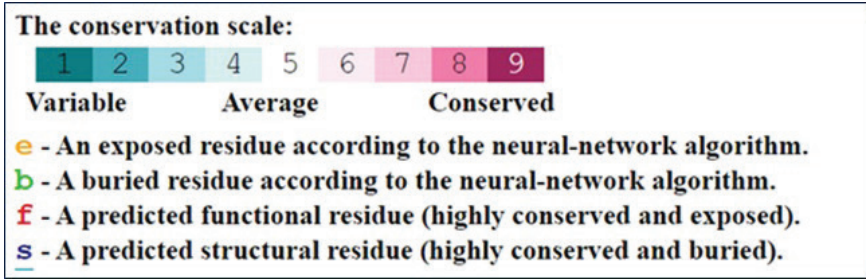 The conservation scale:
1 2 3 4 5 6 7 8 9
Variable Average Conserved
e - An exposed residue according to the neural-network algorithm.
b - A buried residue according to the neural-network algorithm.
f - A predicted functional residue (highly conserved and exposed).
s - A predicted structural residue (highly conserved and buried).